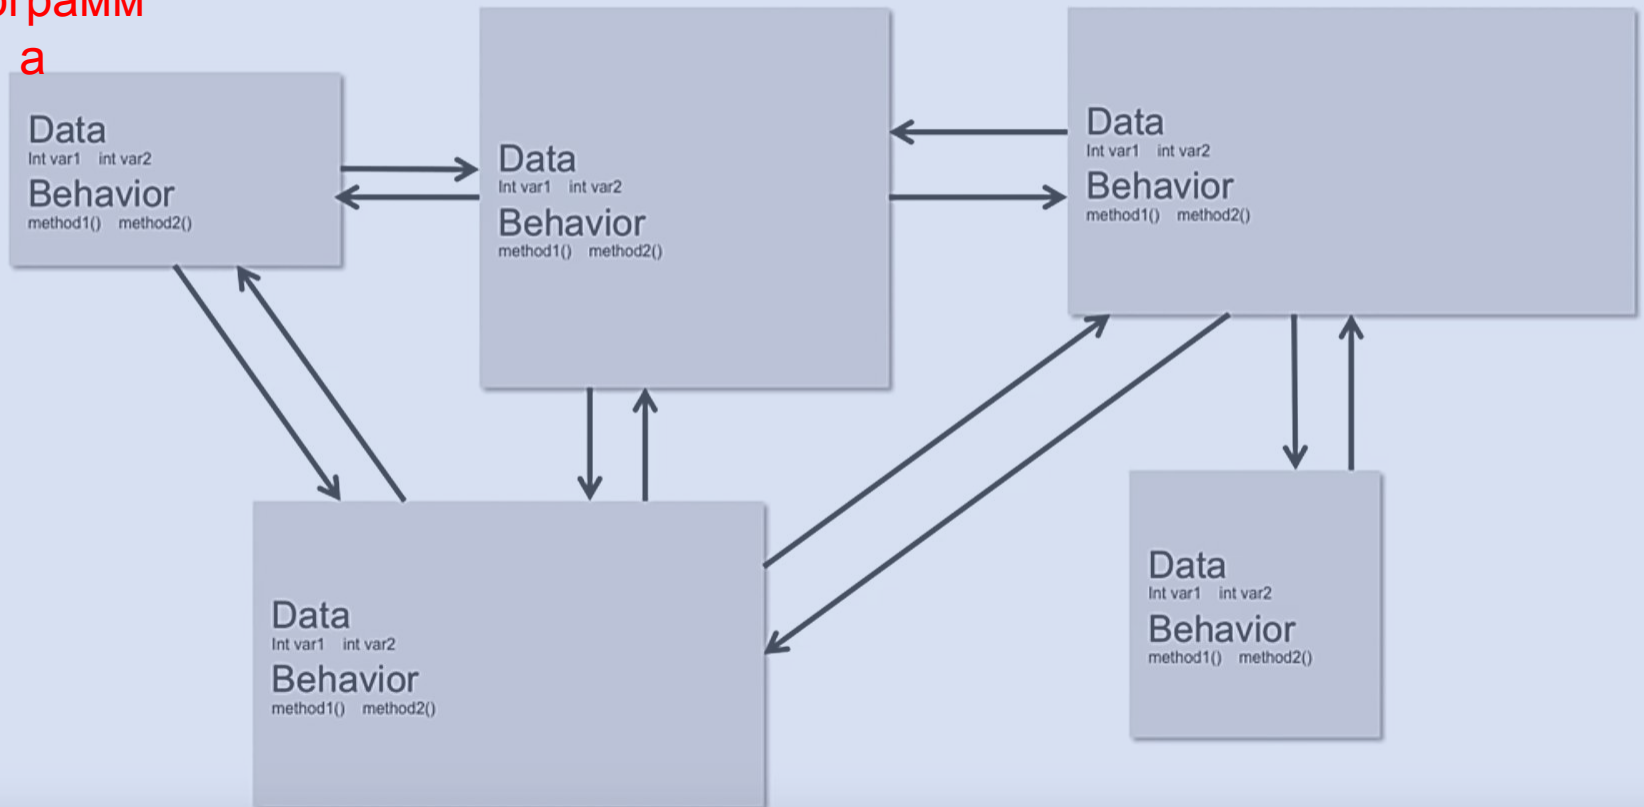 ограмм
а
Data
Int var1 int var2
Behavior
method1() method2()
Data
Int var1 int var2
Behavior
method1() method2()
Data
Int var1 int var2
Behavior
method1() method2()
Data
Int var1 int var2
Behavior
method1() method2()
Data
Int var1 int var2
Behavior
method1() method2()